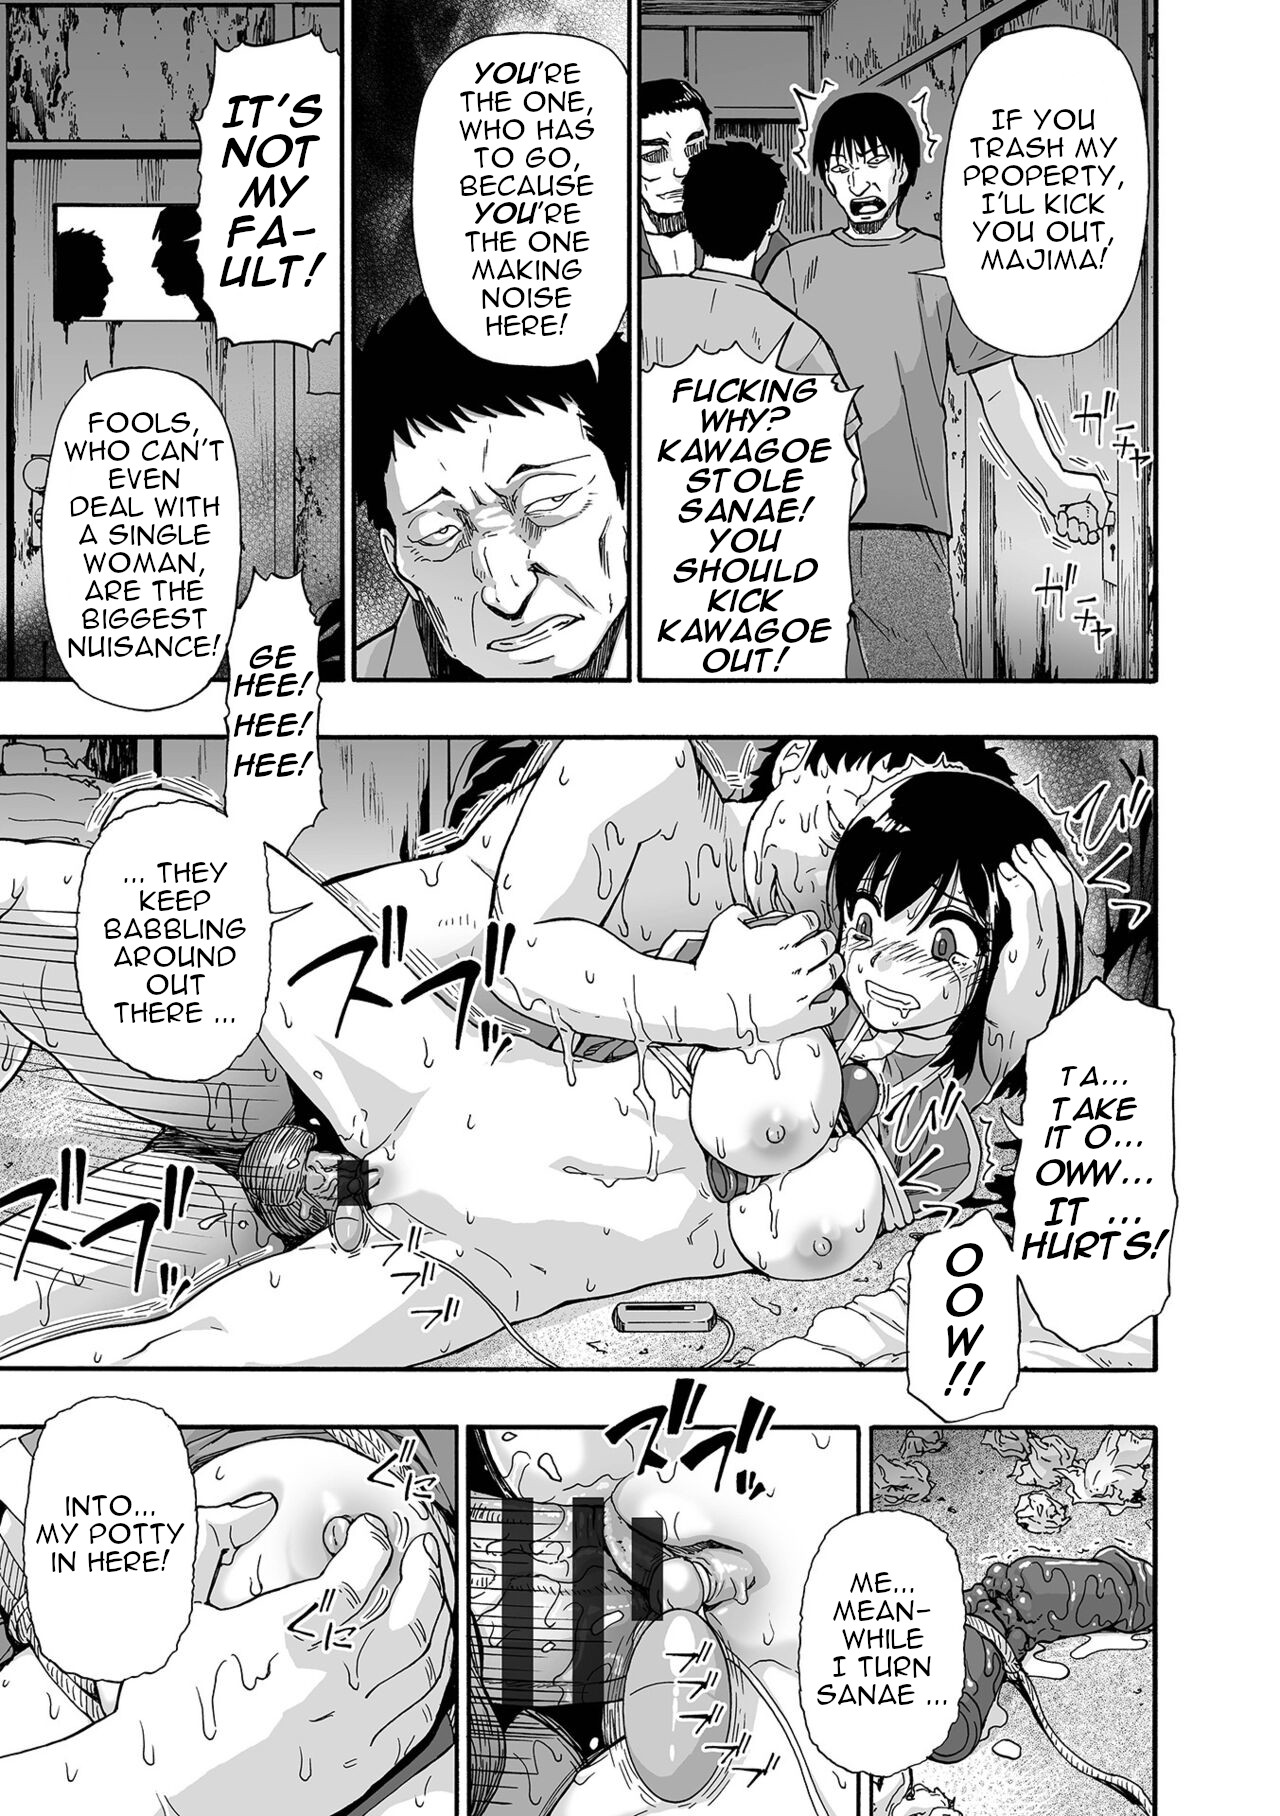 IF YOU
TRASH MY
PROPERTY,
I'LL KICK
YOU OUT,
MAJIMA!
FUCKING
WHY?
KAWAGOE
STOLE
SANAE!
YOU
SHOULD
KICK
KAWAGOE
OUT!
ガチャ
ガチャ
YOU'RE
THE ONE,
WHO HAS
TO GO,
BECAUSE
YOU'RE
THE ONE
MAKING
NOISE
HERE!
IT'S
NOT
MY
FA-
ULT!
FOOLS,
WHO CAN'T
EVEN
DEAL WITH
A SINGLE
WOMAN,
ARE THE
BIGGEST
NUISANCE!
GE
HEE!
HEE!
HEE!
... THEY
KEEP
BABBLING
AROUND
OUT
THERE ...
TA...
TAKE
IT O...
OWW...
IT ...
HURTS!
OOW!!
ME...
MEAN-
WHILE
I TURN
SANAE ...
INTO...
MY POTTY
IN HERE!